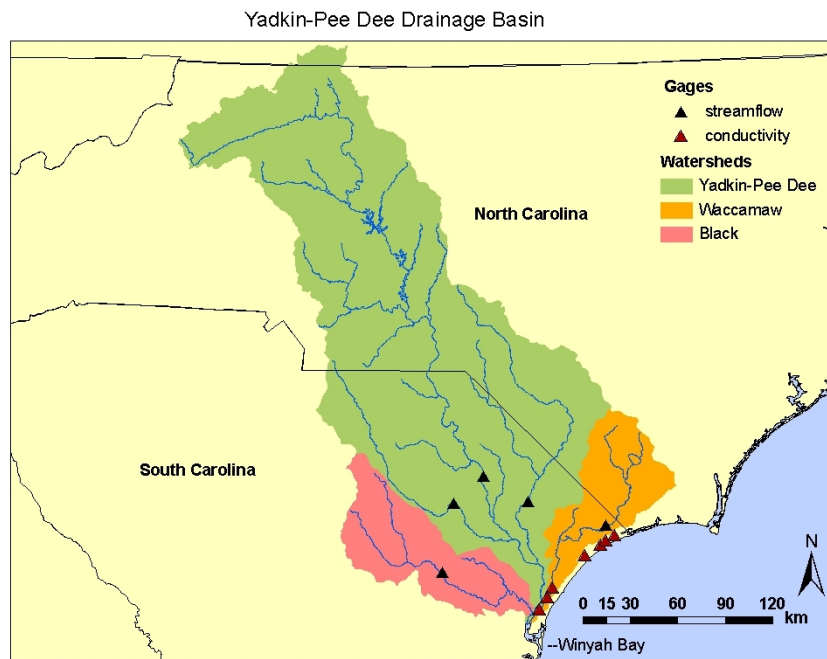 Yadkin-Pee Dee Drainage Basin
Gages
streamflow
conductivity
Watersheds
Yadkin-Pee Dee
Waccamaw
Black
North Carolina
South Carolina
N
0 15 30 60 90 120
km
--Winyah Bay